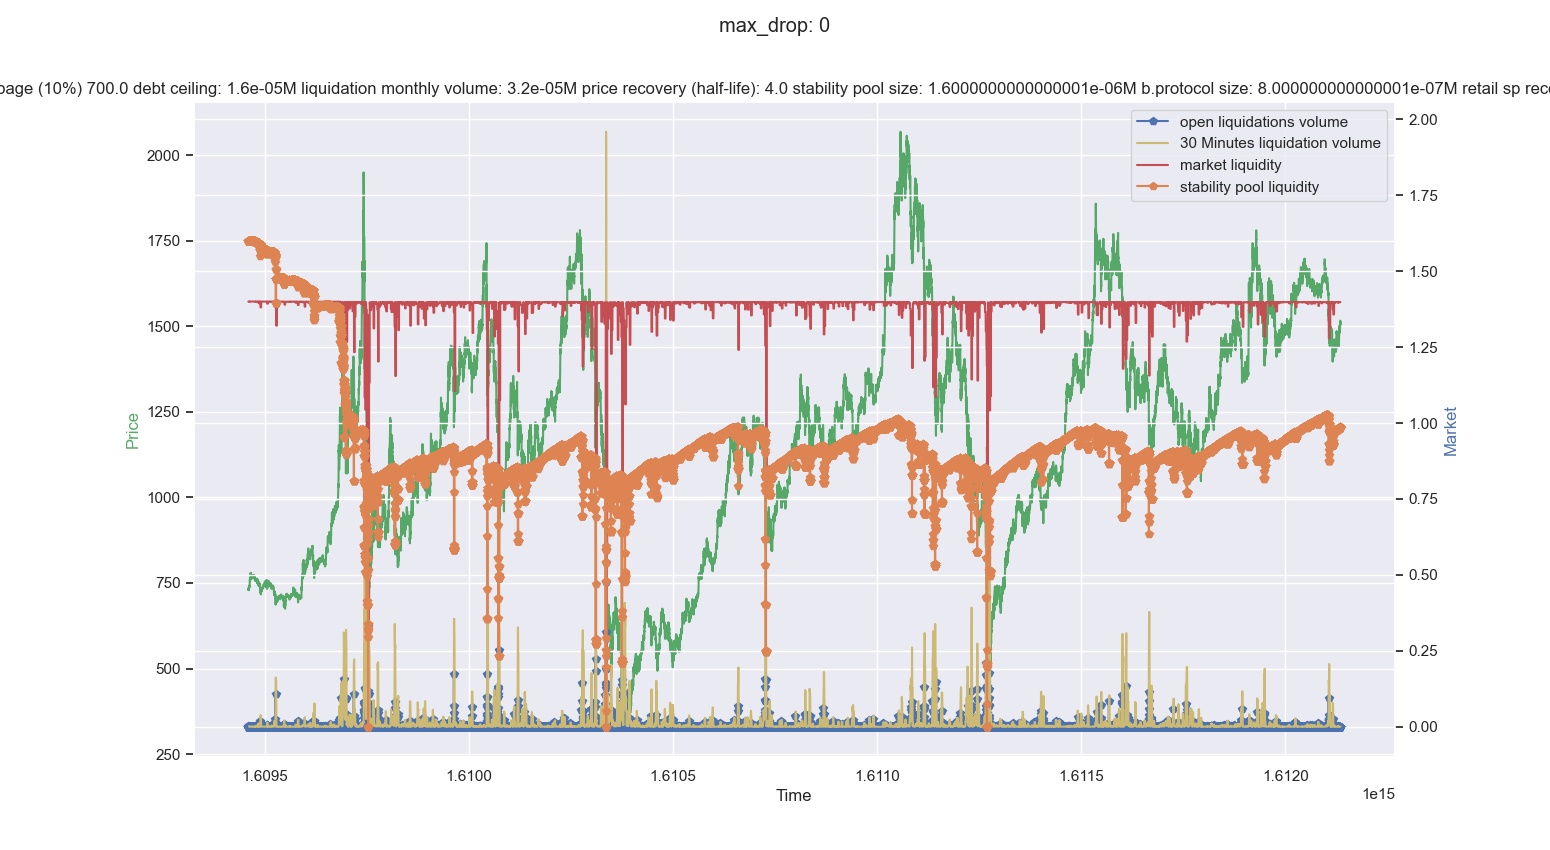 max_drop: 0
page (10%) 700.0 debt ceiling: 1.6e-05M liquidation monthly volume: 3.2e-05M price recovery (half-life): 4.0 stability pool size: 1.6000000000000001e-06M b.protocol size: 8.000000000000001e-07M retail sp
open liquidations volume
30 Minutes liquidation volume
market liquidity
stability pool liquidity
2000
1750
1500
1250
1000
750
500
250
Price
2.00
1.75
1.50
1.25
1.00
0.75
0.50
0.25
0.00
Market
1.6095 1.6100 1.6105 1.6110 1.6115 1.6120
1e15
Time